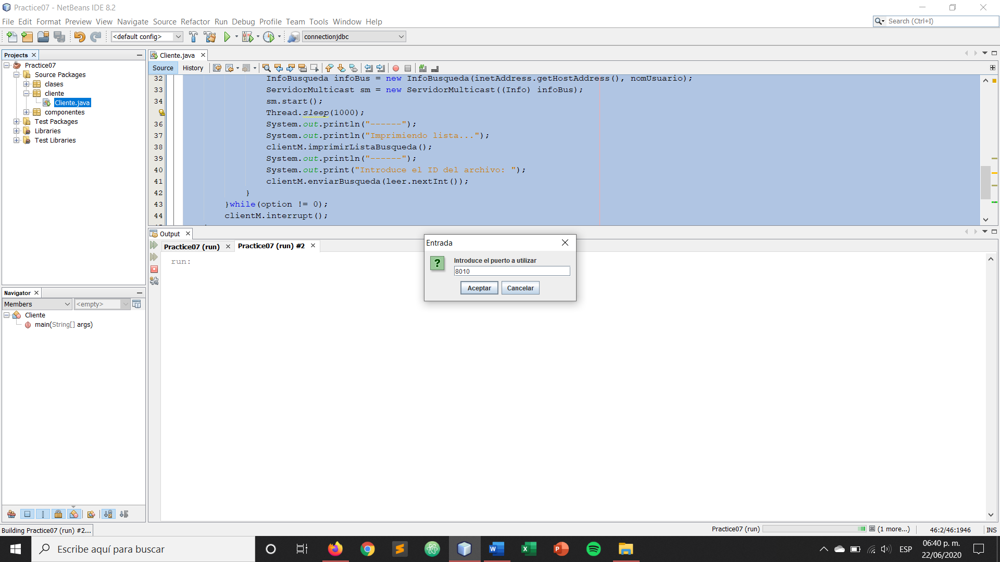 Practice07 - NetBeans IDE 8.2
File Edit Format Preview View Navigate Source Refactor Run Debug Profile Team Tools Window Help
Search (Ctrl+I)
<default config>
connectionjdbc
Projects
Practice07
Source Packages
clases
cliente
Cliente.java
componentes
Test Packages
Libraries
Test Libraries
Cliente.java
Source History
32 InfoBusqueda infoBus = new InfoBusqueda(inetAddress.getHostAddress(), nomUsuario);
33 ServidorMulticast sm = new ServidorMulticast((Info) infoBus);
34 sm.start();
Thread.sleep(1000);
36 System.out.println("------");
37 System.out.println("Imprimiendo lista...");
38 clientM.imprimirListaBusqueda();
39 System.out.println("------");
40 System.out.print("Introduce el ID del archivo: ");
41 clientM.enviarBusqueda(leer.nextInt());
42 }
43 }while(option != 0);
44 clientM.interrupt();
Output
Practice07 (run) Practice07 (run) #2
run:
Entrada
Introduce el puerto a utilizar
8010
Aceptar Cancelar
Navigator
Members <empty>
Cliente
main(String[] args)
Building Practice07 (run) #2...
Practice07 (run) (1 more...) 46:2/46:1946 INS
Escribe aquí para buscar
ESP
06:40 p. m.
22/06/2020